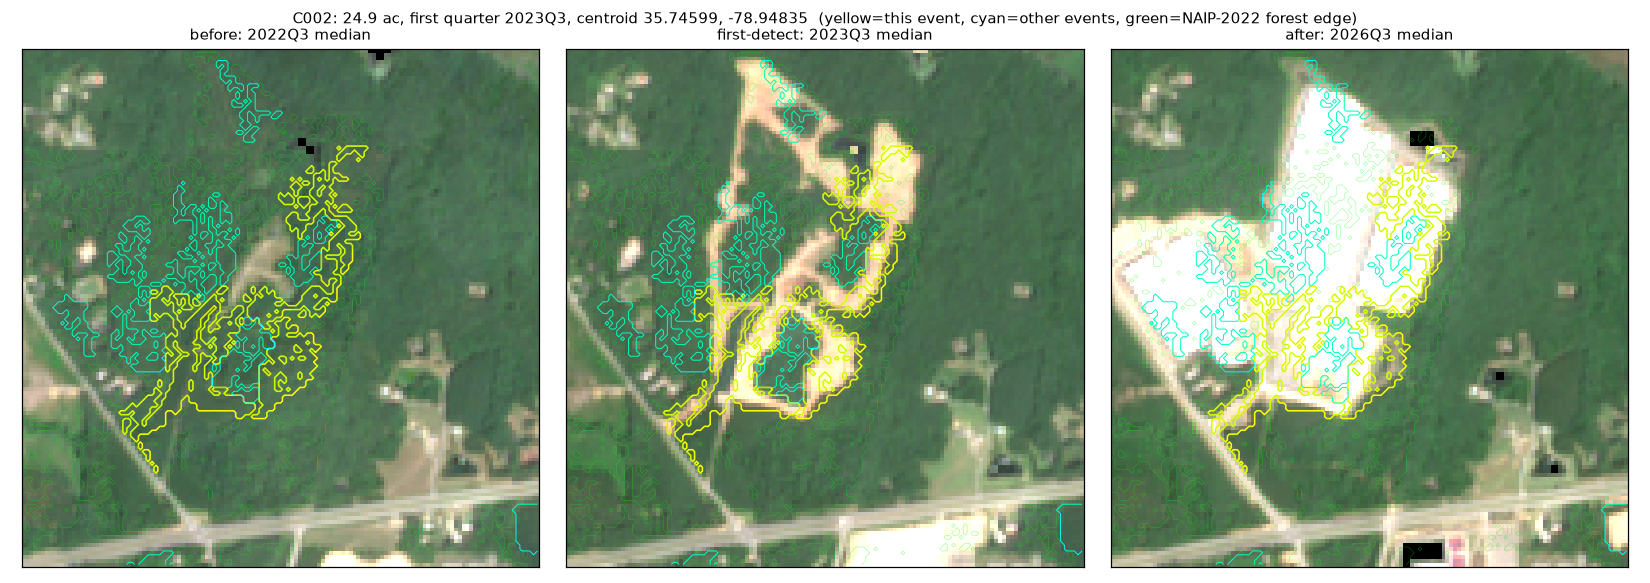 C002: 24.9 ac, first quarter 2023Q3, centroid 35.74599, -78.94835  (yellow=this event, cyan=other events, green=NAIP-2022 forest edge)
before: 2022Q3 median
first-detect: 2023Q3 median
after: 2026Q3 median